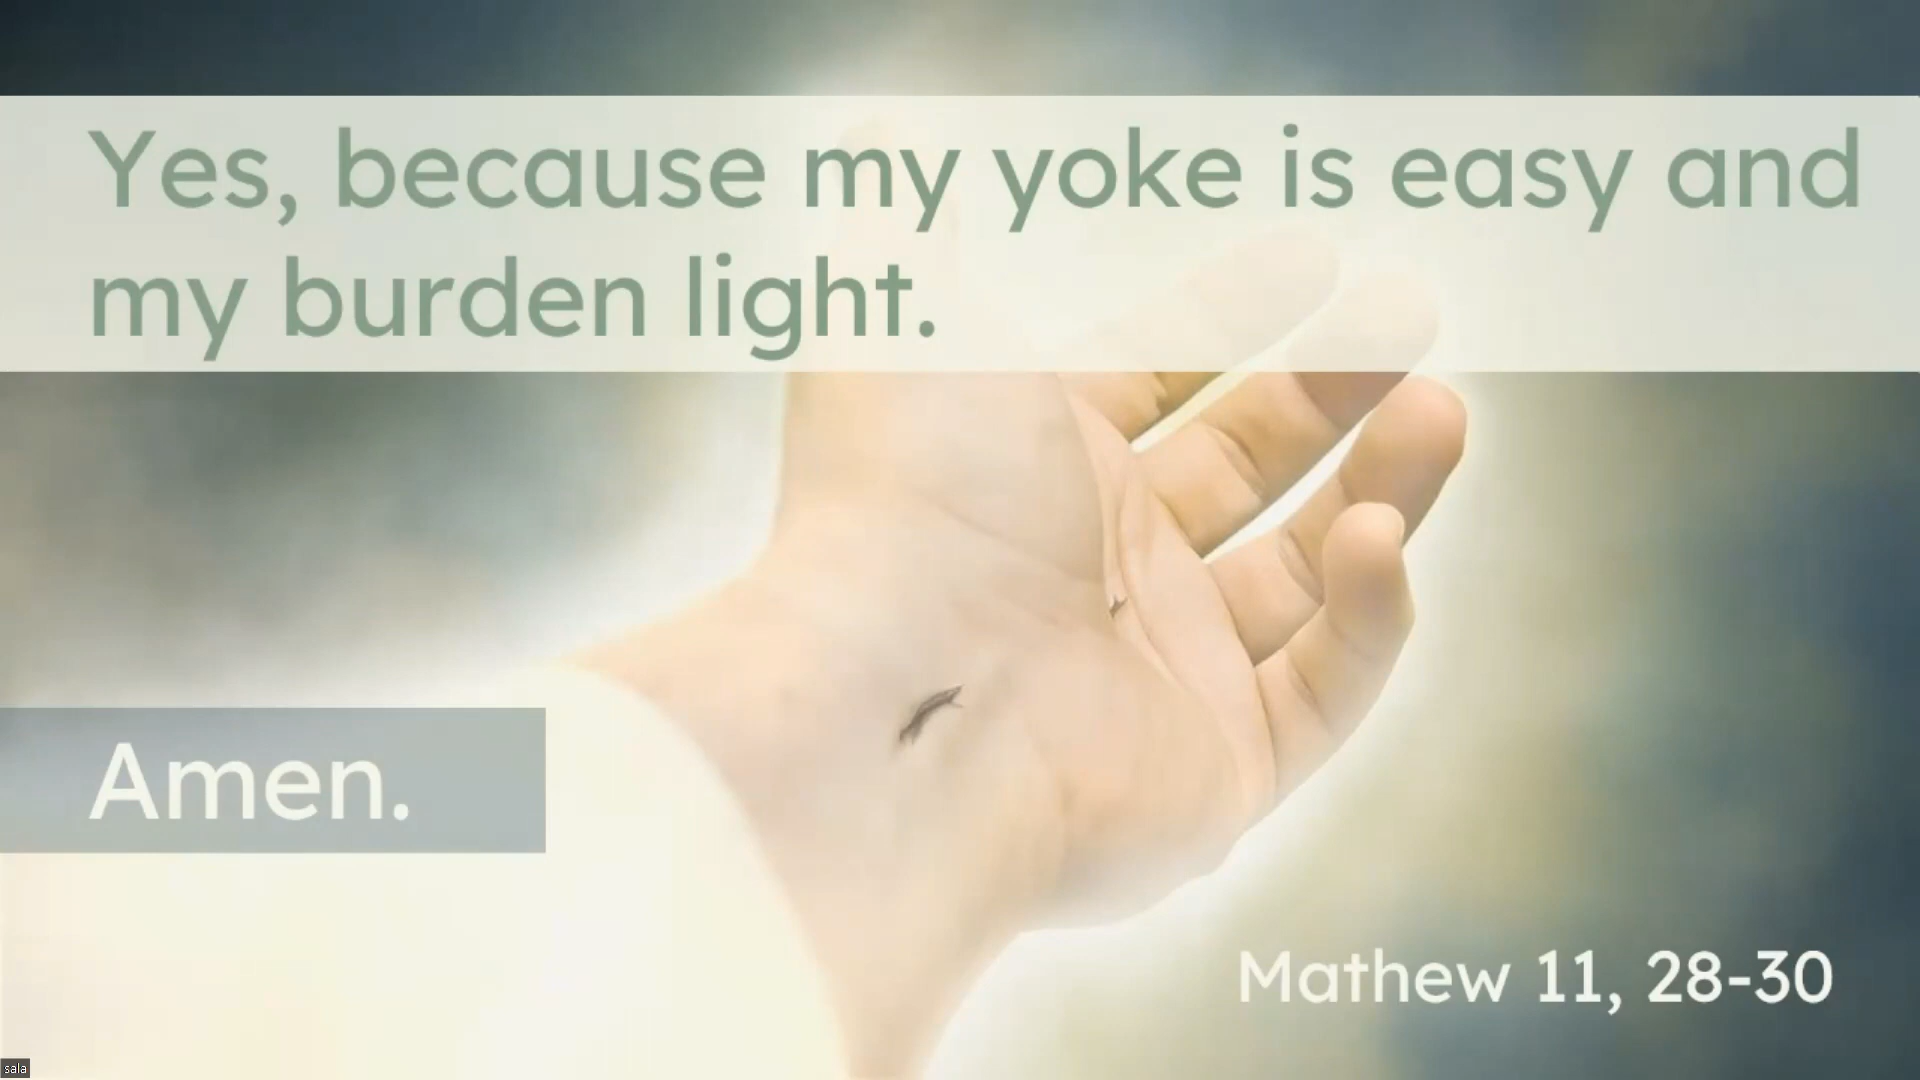 Yes, because my yoke is easy and
my burden light.
Amen.
Mathew 11, 28-30
sala